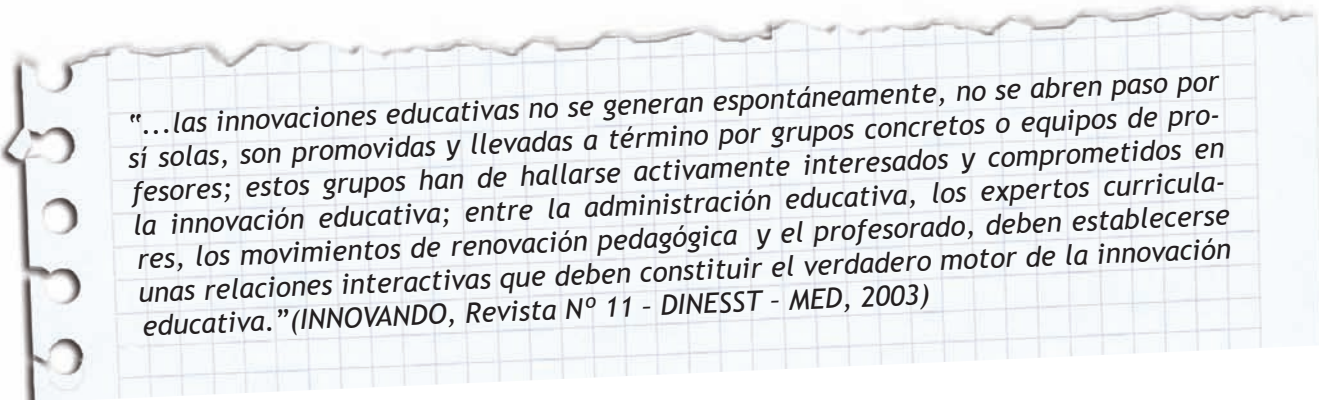 “...las innovaciones educativas no se generan espontáneamente, no se abren paso por
sí solas, son promovidas y llevadas a término por grupos concretos o equipos de pro-
fesores; estos grupos han de hallarse activamente interesados y comprometidos en
la innovación educativa; entre la administración educativa, los expertos curricula-
res, los movimientos de renovación pedagógica y el profesorado, deben establecerse
unas relaciones interactivas que deben constituir el verdadero motor de la innovación
educativa.”(INNOVANDO, Revista Nº 11 - DINESST - MED, 2003)